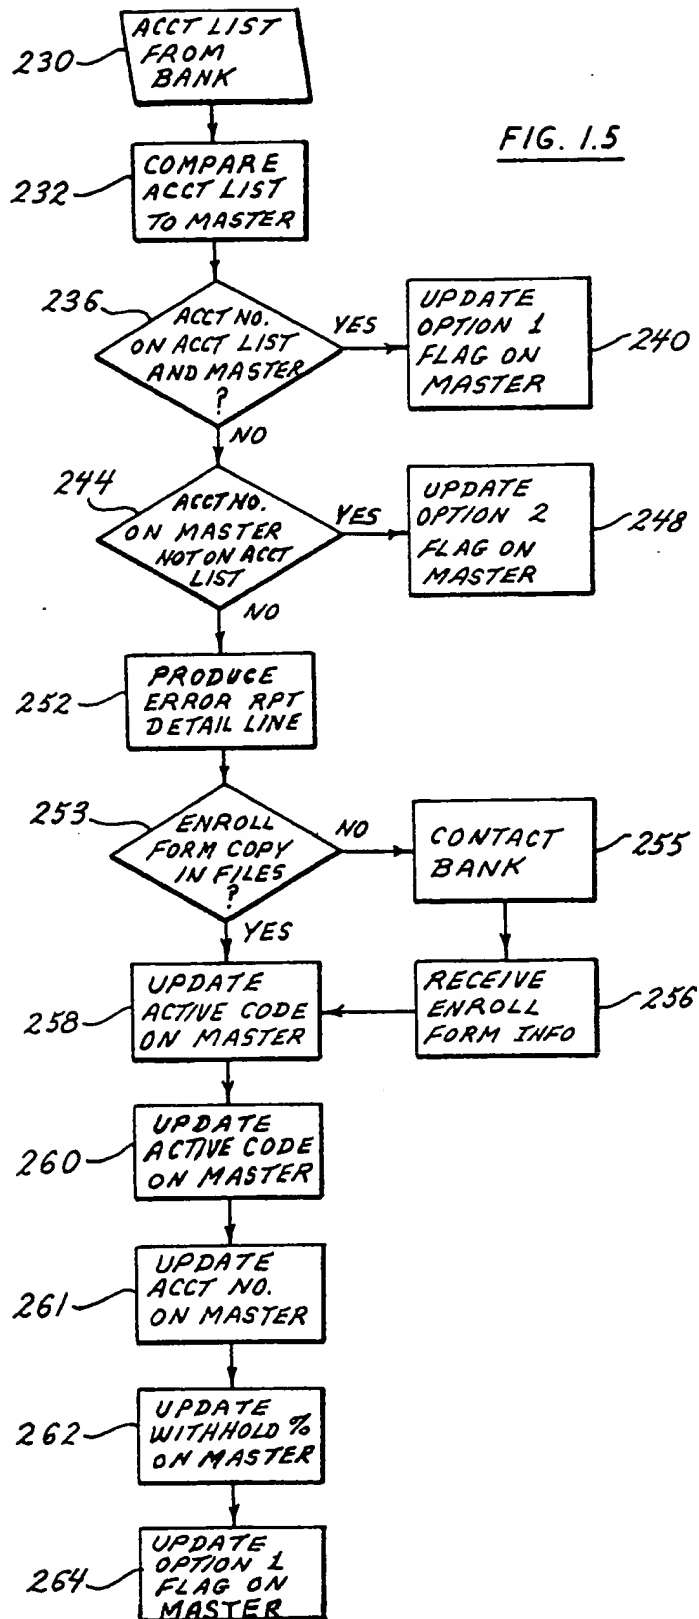 230
ACCT LIST
FROM
BANK
FIG. 1.5
232
COMPARE
ACCT LIST
TO MASTER
236
ACCT NO.
ON ACCT LIST
AND MASTER
?
YES
UPDATE
OPTION 1
FLAG ON
MASTER
240
NO
244
ACCT NO.
ON MASTER
NOT ON ACCT
LIST
YES
UPDATE
OPTION 2
FLAG ON
MASTER
248
NO
252
PRODUCE
ERROR RPT
DETAIL LINE
253
ENROLL
FORM COPY
IN FILES
?
NO
CONTACT
BANK
255
YES
RECEIVE
ENROLL
FORM INFO
256
258
UPDATE
ACTIVE CODE
ON MASTER
260
UPDATE
ACTIVE CODE
ON MASTER
261
UPDATE
ACCT NO.
ON MASTER
262
UPDATE
WITHHOLD %
ON MASTER
264
UPDATE
OPTION 1
FLAG ON
MASTER